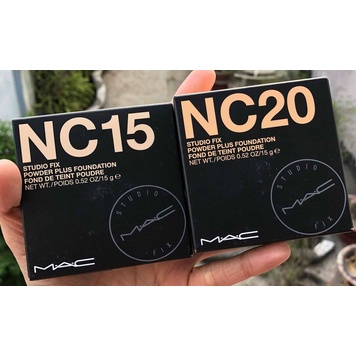 NC15
STUDIO FIX
POWDER PLUS FOUNDATION
FOND DE TEINT POUDRE
NET WT./POIDS 0.52 OZ/15 g ℮
STUDIO
FIX
MAC
NC20
STUDIO FIX
POWDER PLUS FOUNDATION
FOND DE TEINT POUDRE
NET WT./POIDS 0.52 OZ/15 g ℮
STUDIO
FIX
MAC